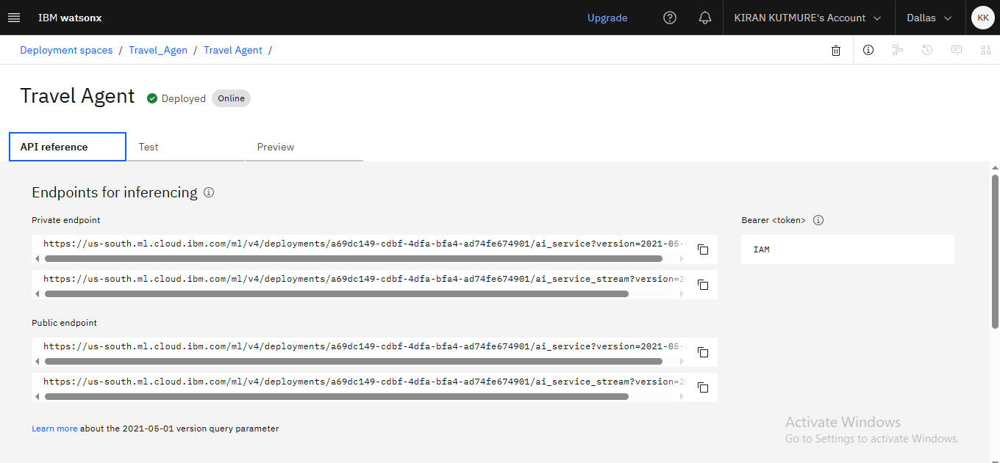 IBM watsonx
Upgrade
KIRAN KUTMURE's Account
Dallas
KK
Deployment spaces / Travel_Agen / Travel Agent /
Travel Agent
Deployed
Online
API reference
Test
Preview
Endpoints for inferencing
Private endpoint
Bearer <token>
https://us-south.ml.cloud.ibm.com/ml/v4/deployments/a69dc149-cdbf-4dfa-bfa4-ad74fe674901/ai_service?version=2021-05-
IAM
https://us-south.ml.cloud.ibm.com/ml/v4/deployments/a69dc149-cdbf-4dfa-bfa4-ad74fe674901/ai_service_stream?version=20
Public endpoint
https://us-south.ml.cloud.ibm.com/ml/v4/deployments/a69dc149-cdbf-4dfa-bfa4-ad74fe674901/ai_service?version=2021-05-
https://us-south.ml.cloud.ibm.com/ml/v4/deployments/a69dc149-cdbf-4dfa-bfa4-ad74fe674901/ai_service_stream?version=20
Learn more about the 2021-05-01 version query parameter
Activate Windows
Go to Settings to activate Windows.